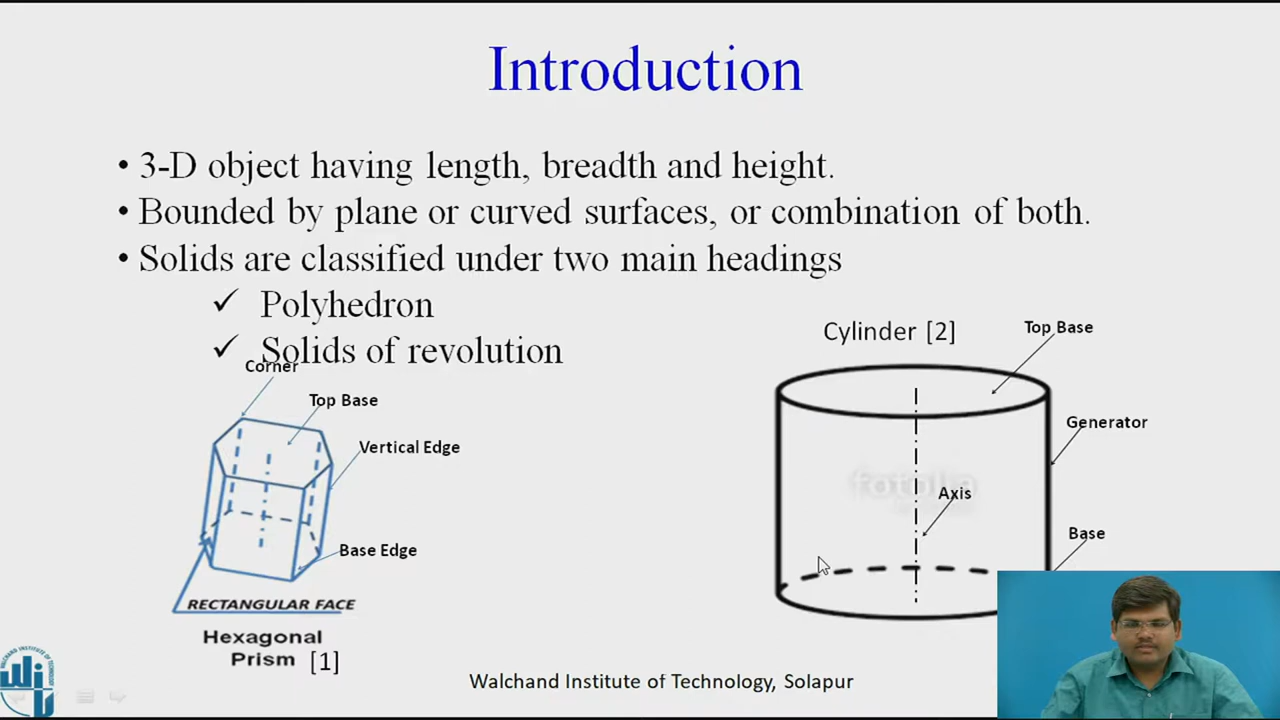 Introduction
• 3-D object having length, breadth and height.
• Bounded by plane or curved surfaces, or combination of both.
• Solids are classified under two main headings
✓ Polyhedron
✓ Solids of revolution
Corner
Top Base
Vertical Edge
Base Edge
RECTANGULAR FACE
Hexagonal
Prism [1]
Cylinder [2]
Top Base
Generator
Axis
Base
fotolia
Walchand Institute of Technology, Solapur